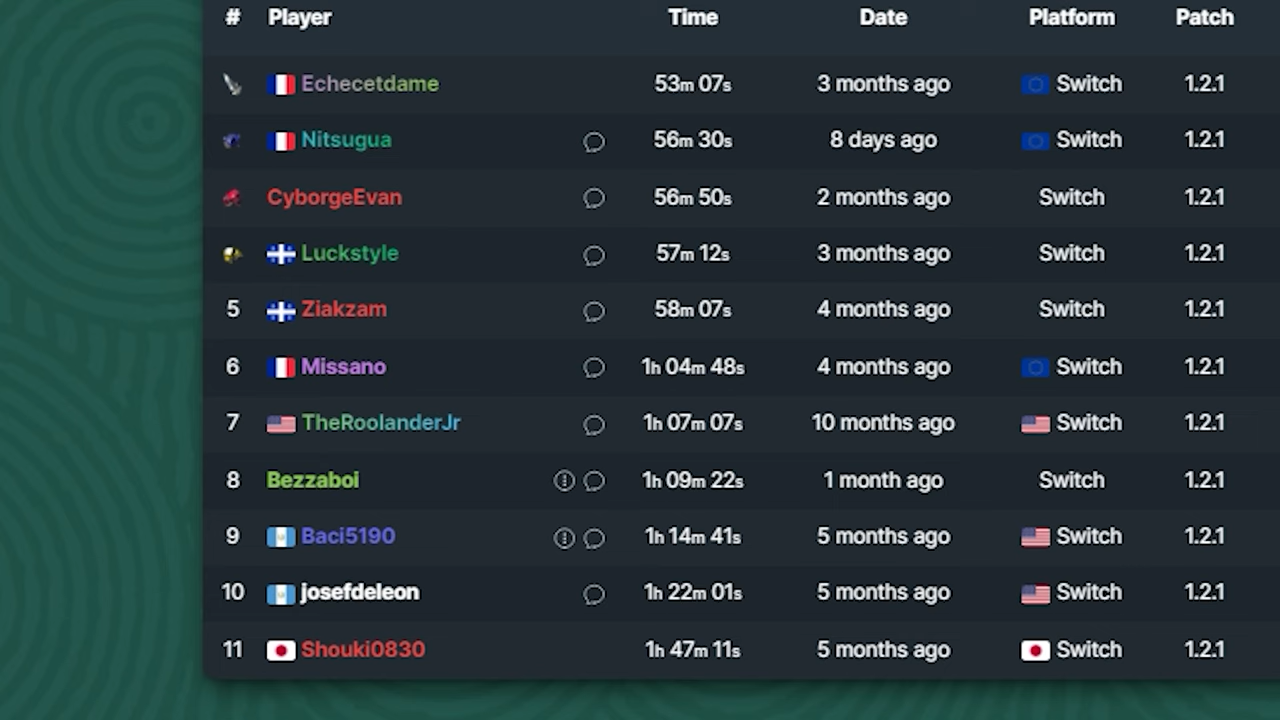 # Player Time Date Platform Patch
Echecetdame 53m 07s 3 months ago Switch 1.2.1
Nitsugua 56m 30s 8 days ago Switch 1.2.1
CyborgeEvan 56m 50s 2 months ago Switch 1.2.1
Luckstyle 57m 12s 3 months ago Switch 1.2.1
5 Ziakzam 58m 07s 4 months ago Switch 1.2.1
6 Missano 1h 04m 48s 4 months ago Switch 1.2.1
7 TheRoolanderJr 1h 07m 07s 10 months ago Switch 1.2.1
8 Bezzaboi 1h 09m 22s 1 month ago Switch 1.2.1
9 Baci5190 1h 14m 41s 5 months ago Switch 1.2.1
10 josefdeleon 1h 22m 01s 5 months ago Switch 1.2.1
11 Shouki0830 1h 47m 11s 5 months ago Switch 1.2.1